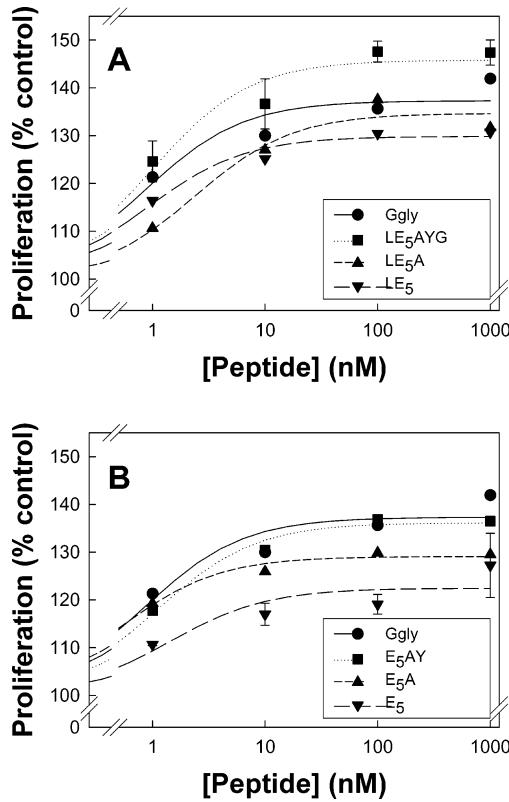 A
Proliferation (% control)
150
140
130
120
110
100
0
1
10
100
1000
[Peptide] (nM)
Ggly
LE5AYG
LE5A
LE5
B
Proliferation (% control)
150
140
130
120
110
100
0
1
10
100
1000
[Peptide] (nM)
Ggly
E5AY
E5A
E5